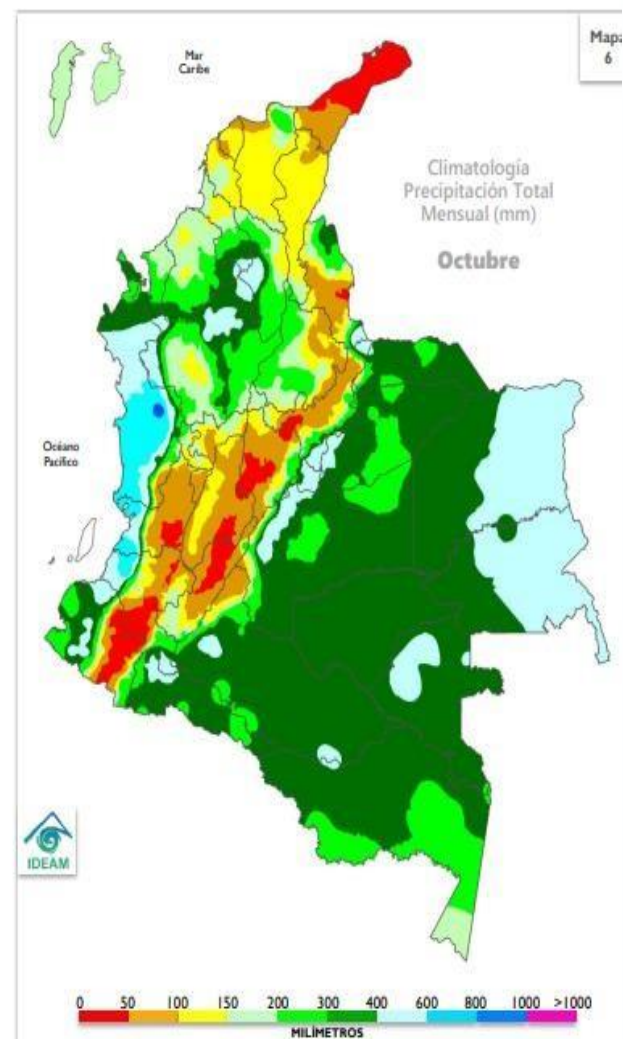 Mapa
6
Mar
Caribe
Climatología
Precipitación Total
Mensual (mm)
Octubre
Océano
Pacífico
IDEAM
0 50 100 150 200 300 400 600 800 1000 >1000
MILÍMETROS